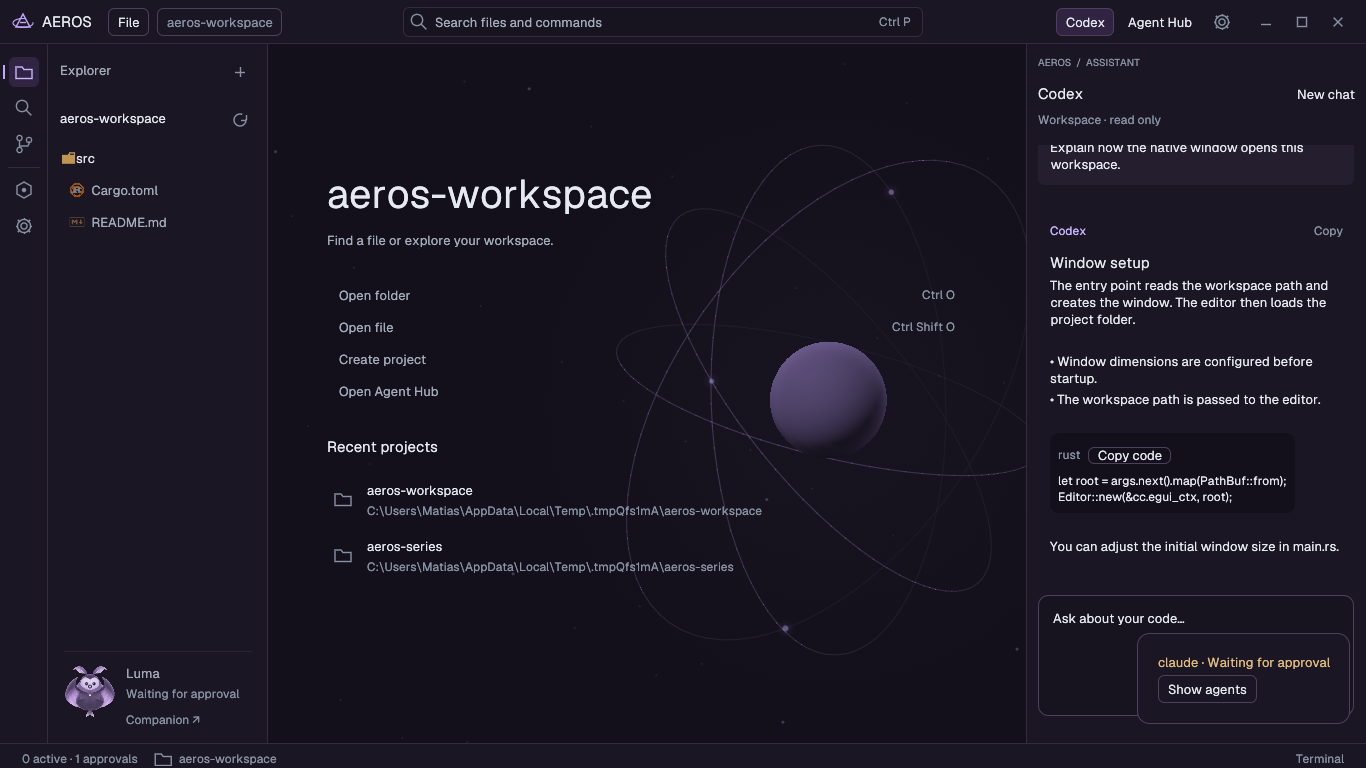 AEROS File aeros-workspace Search files and commands Ctrl P Codex Agent Hub
Explorer
aeros-workspace
src
Cargo.toml
README.md
Luma
Waiting for approval
Companion ↗
aeros-workspace
Find a file or explore your workspace.
Open folder Ctrl O
Open file Ctrl Shift O
Create project
Open Agent Hub
Recent projects
aeros-workspace
C:\Users\Matias\AppData\Local\Temp\.tmpQfs1mA\aeros-workspace
aeros-series
C:\Users\Matias\AppData\Local\Temp\.tmpQfs1mA\aeros-series
AEROS / ASSISTANT
Codex New chat
Workspace · read only
Explain how the native window opens this
workspace.
Codex Copy
Window setup
The entry point reads the workspace path and
creates the window. The editor then loads the
project folder.
• Window dimensions are configured before
startup.
• The workspace path is passed to the editor.
rust Copy code
let root = args.next().map(PathBuf::from);
Editor::new(&cc.egui_ctx, root);
You can adjust the initial window size in main.rs.
Ask about your code…
claude · Waiting for approval
Show agents
0 active · 1 approvals aeros-workspace Terminal